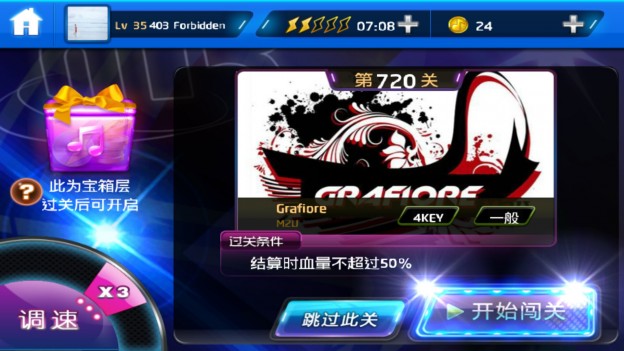 Lv 35 403 Forbidden
07:08
24
第720关
GRAFIORE
Grafiore
M2U
4KEY
一般
此为宝箱层
过关后可开启
过关条件
结算时血量不超过50%
X3
调速
跳过此关
开始闯关